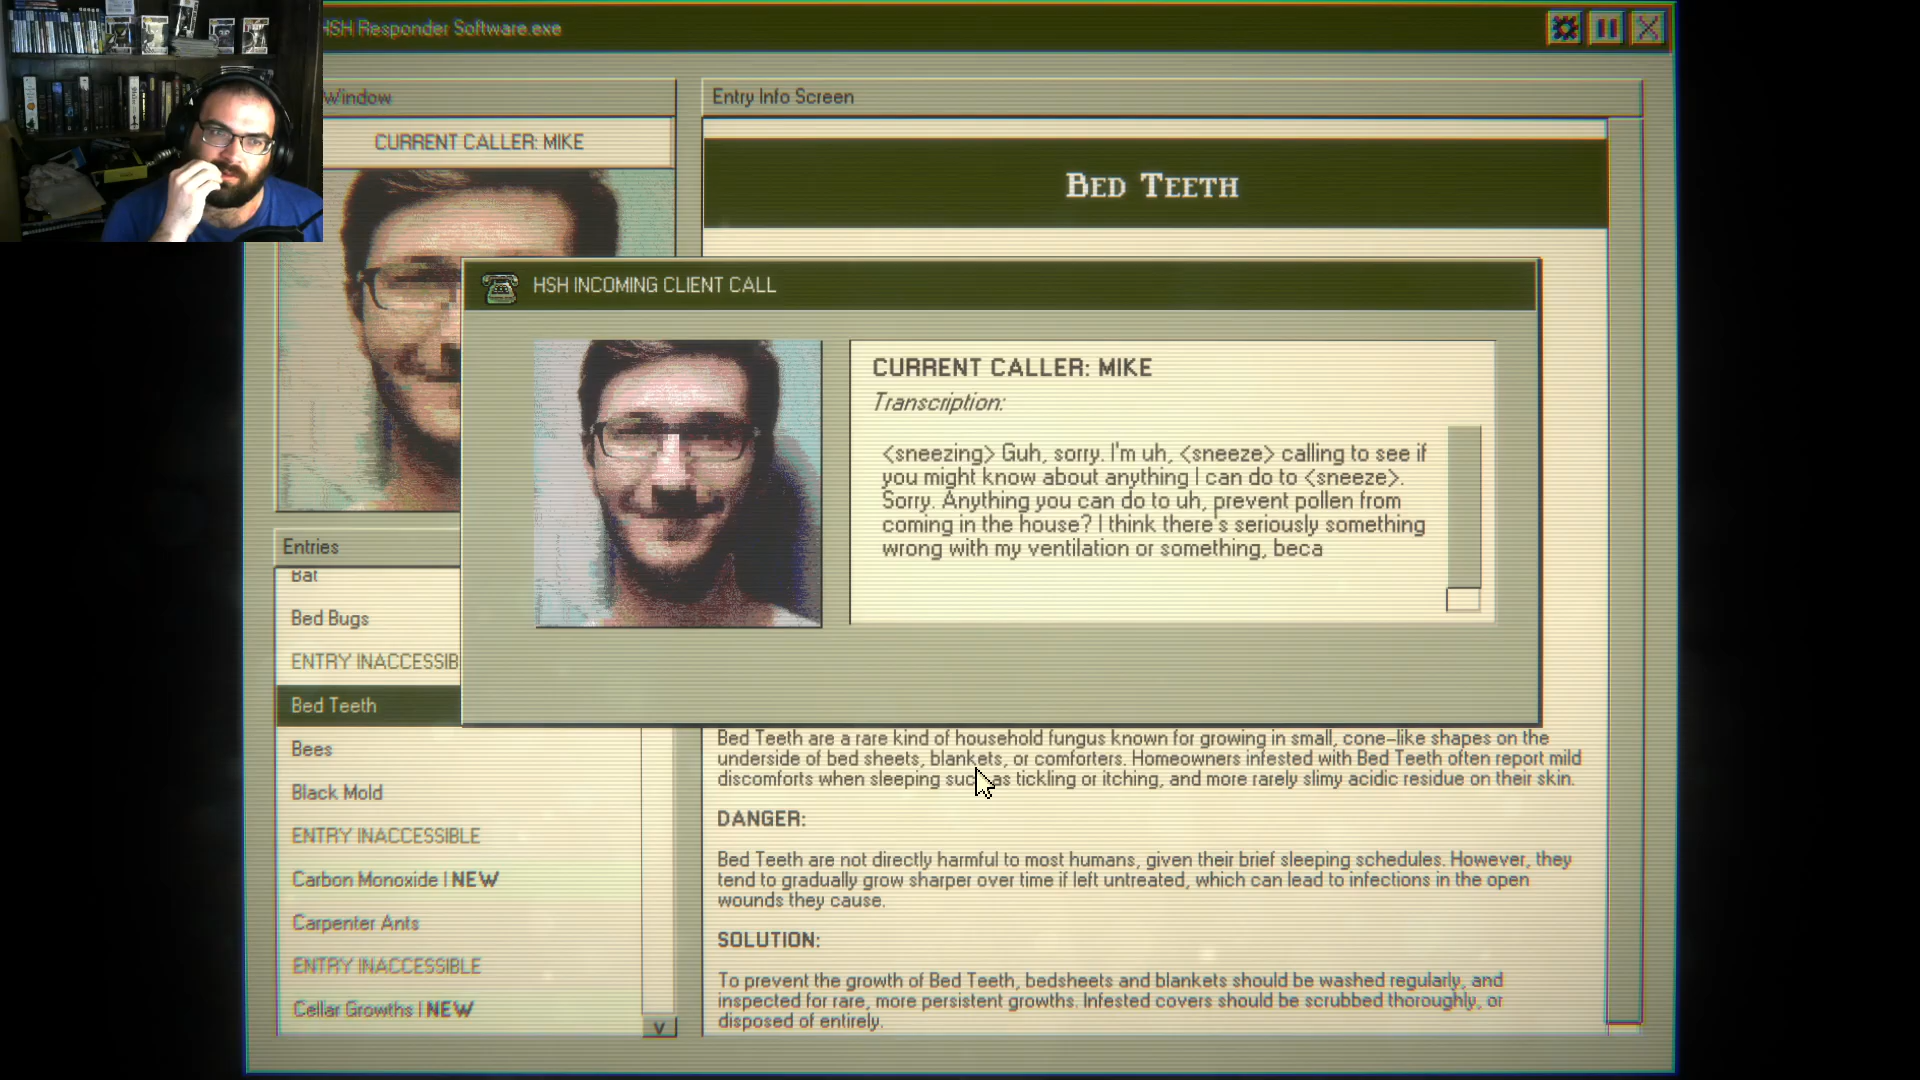 HSH Responder Software.exe
Window
CURRENT CALLER: MIKE
Entry Info Screen
BED TEETH
HSH INCOMING CLIENT CALL
CURRENT CALLER: MIKE
Transcription:
<sneezing> Guh, sorry. I'm uh, <sneeze> calling to see if
you might know about anything I can do to <sneeze>.
Sorry. Anything you can do to uh, prevent pollen from
coming in the house? I think there's seriously something
wrong with my ventilation or something, beca
Entries
Bat
Bed Bugs
ENTRY INACCESSIB
Bed Teeth
Bees
Black Mold
ENTRY INACCESSIBLE
Carbon Monoxide | NEW
Carpenter Ants
ENTRY INACCESSIBLE
Cellar Growths | NEW
V
Bed Teeth are a rare kind of household fungus known for growing in small, cone-like shapes on the
underside of bed sheets, blankets, or comforters. Homeowners infested with Bed Teeth often report mild
discomforts when sleeping such as tickling or itching, and more rarely slimy acidic residue on their skin.
DANGER:
Bed Teeth are not directly harmful to most humans, given their brief sleeping schedules. However, they
tend to gradually grow sharper over time if left untreated, which can lead to infections in the open
wounds they cause.
SOLUTION:
To prevent the growth of Bed Teeth, bedsheets and blankets should be washed regularly, and
inspected for rare, more persistent growths. Infested covers should be scrubbed thoroughly, or
disposed of entirely.